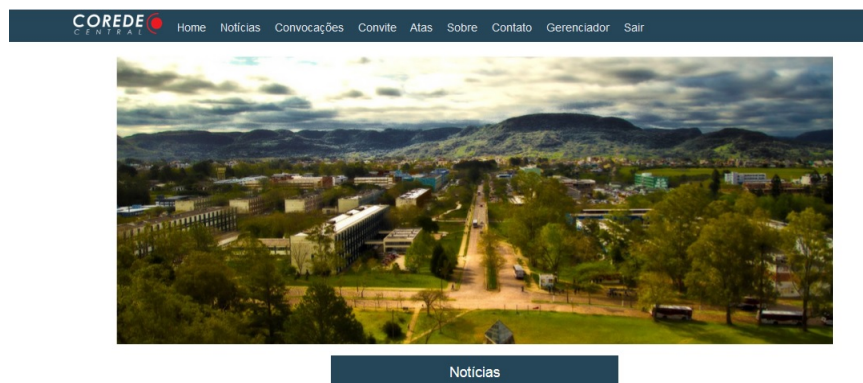 COREDE
CENTRAL
Home Notícias Convocações Convite Atas Sobre Contato Gerenciador Sair
Notícias